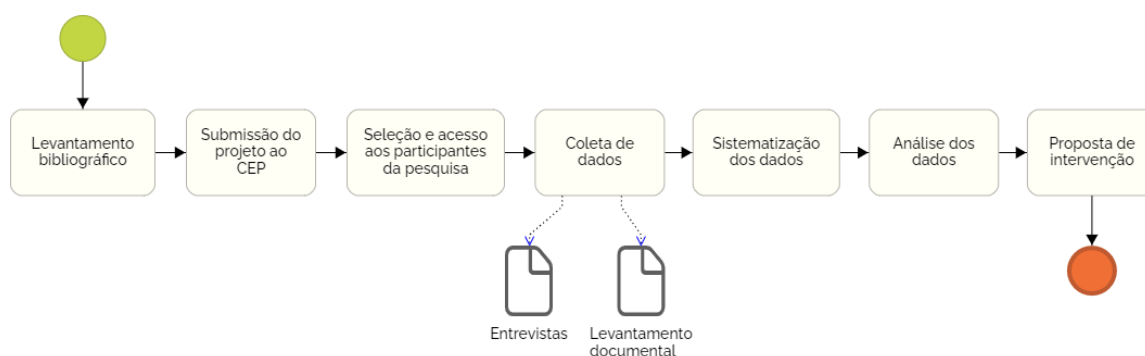 Levantamento
bibliográfico
Submissão do
projeto ao
CEP
Seleção e acesso
aos participantes
da pesquisa
Coleta de
dados
Sistematização
dos dados
Análise dos
dados
Proposta de
intervenção
Entrevistas
Levantamento
documental